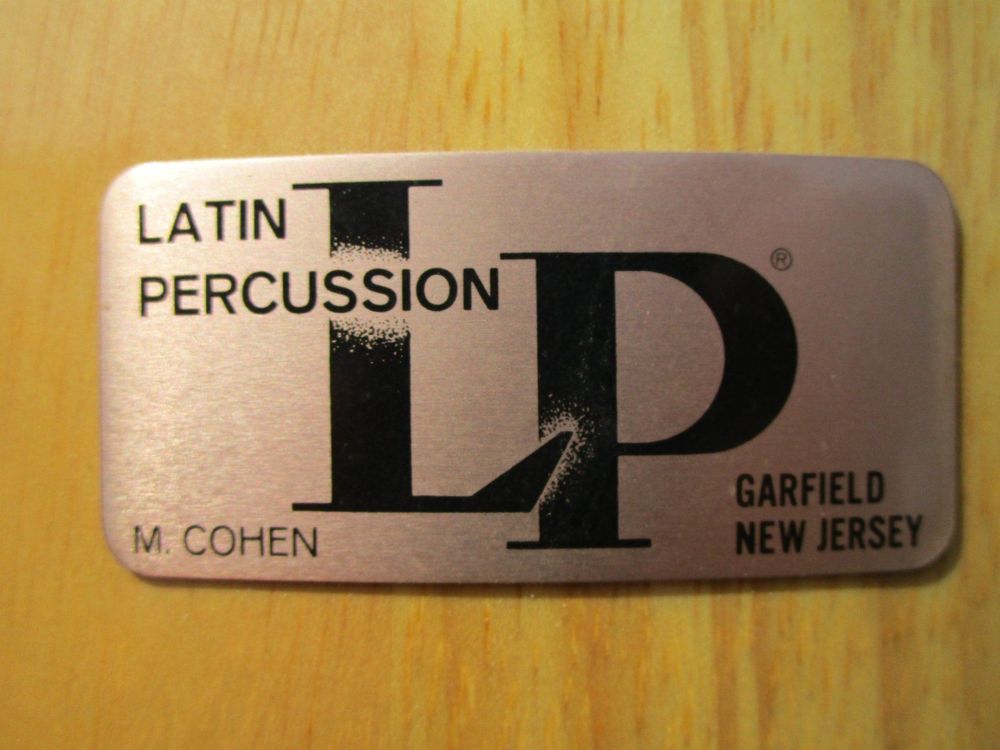 LATIN
PERCUSSION
LP®
M. COHEN
GARFIELD
NEW JERSEY